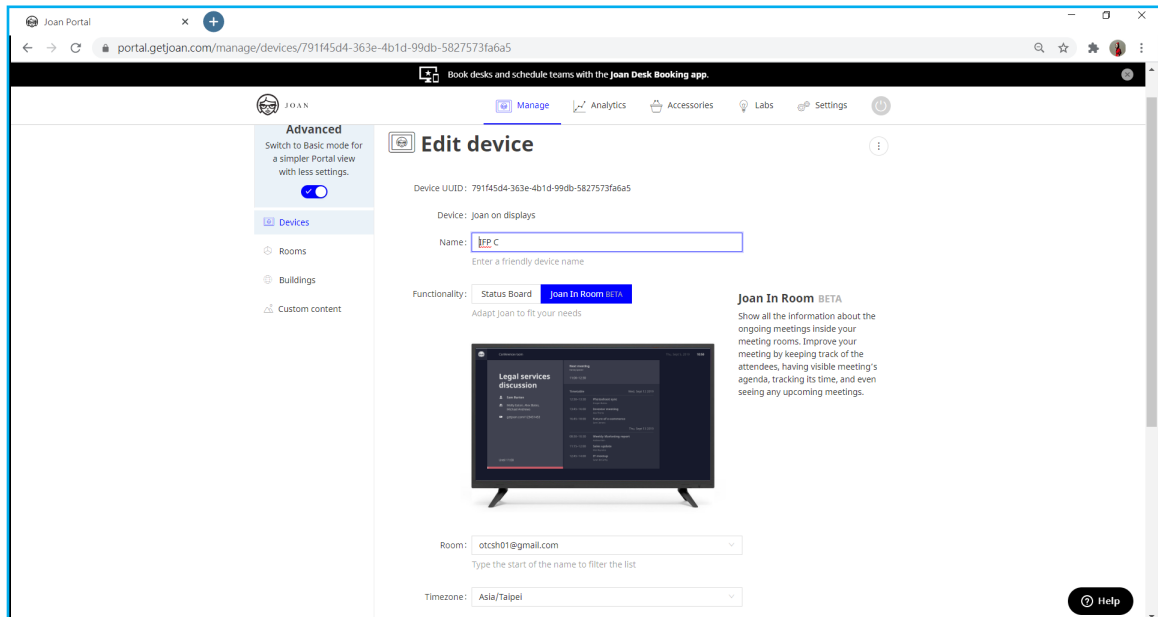 Joan Portal
portal.getjoan.com/manage/devices/791f45d4-363e-4b1d-99db-5827573fa6a5
Book desks and schedule teams with the Joan Desk Booking app.
JOAN
Manage
Analytics
Accessories
Labs
Settings
Advanced
Switch to Basic mode for
a simpler Portal view
with less settings.
Devices
Rooms
Buildings
Custom content
Edit device
Device UUID: 791f45d4-363e-4b1d-99db-5827573fa6a5
Device: Joan on displays
Name: IFP C
Enter a friendly device name
Functionality: Status Board Joan In Room BETA
Adapt Joan to fit your needs
Legal services
discussion
Joan In Room BETA
Show all the information about the
ongoing meetings inside your
meeting rooms. Improve your
meeting by keeping track of the
attendees, having visible meeting's
agenda, tracking its time, and even
seeing any upcoming meetings.
Room: otcsh01@gmail.com
Type the start of the name to filter the list
Timezone: Asia/Taipei
Help